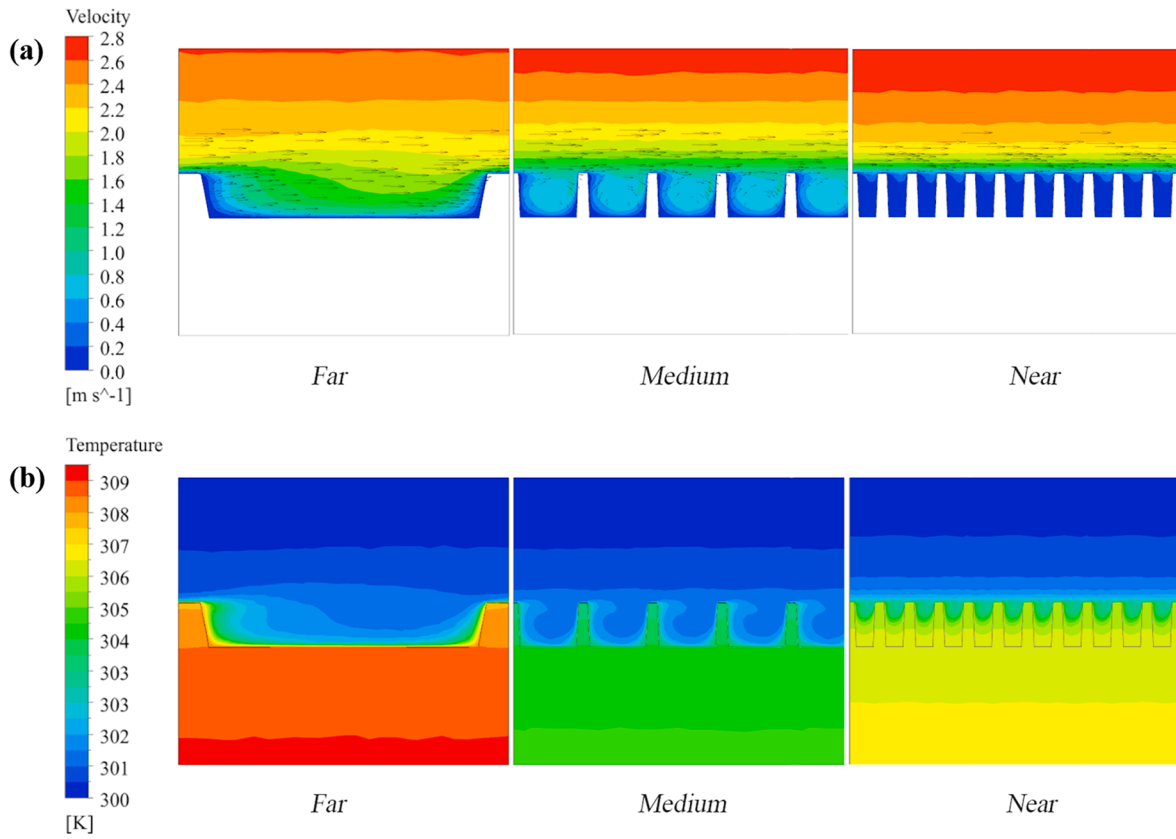 Velocity
(a)
2.8
2.6
2.4
2.2
2.0
1.8
1.6
1.4
1.2
1.0
0.8
0.6
0.4
0.2
0.0
[m s^-1]
Far
Medium
Near
Temperature
(b)
309
308
307
306
305
304
303
303
302
301
300
[K]
Far
Medium
Near